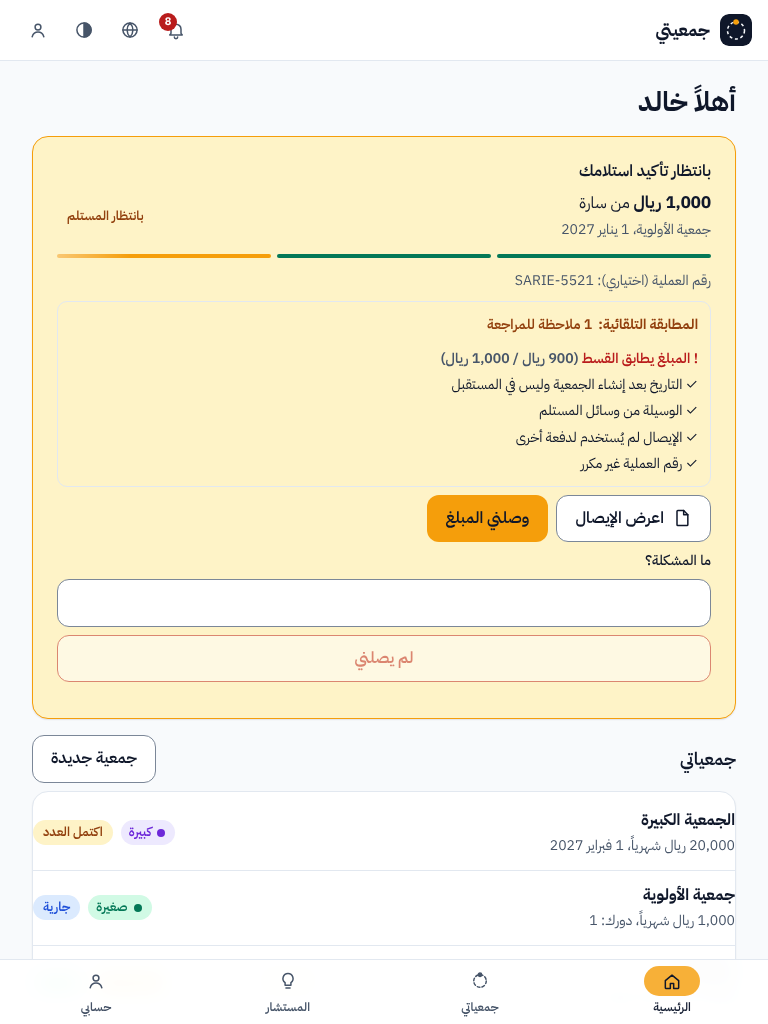 جمعيتي
8
أهلاً خالد
بانتظار تأكيد استلامك
1,000 ريال من سارة
بانتظار المستلم
جمعية الأولوية، 1 يناير 2027
رقم العملية (اختياري): SARIE-5521
المطابقة التلقائية: 1 ملاحظة للمراجعة
! المبلغ يطابق القسط (900 ريال / 1,000 ريال)
✓ التاريخ بعد إنشاء الجمعية وليس في المستقبل
✓ الوسيلة من وسائل المستلم
✓ الإيصال لم يُستخدم لدفعة أخرى
✓ رقم العملية غير مكرر
اعرض الإيصال
وصلني المبلغ
ما المشكلة؟
لم يصلني
جمعياتي
جمعية جديدة
الجمعية الكبيرة
20,000 ريال شهرياً، 1 فبراير 2027
كبيرة
اكتمل العدد
جمعية الأولوية
1,000 ريال شهرياً، دورك: 1
صغيرة
جارية
الرئيسية
جمعياتي
المستشار
حسابي